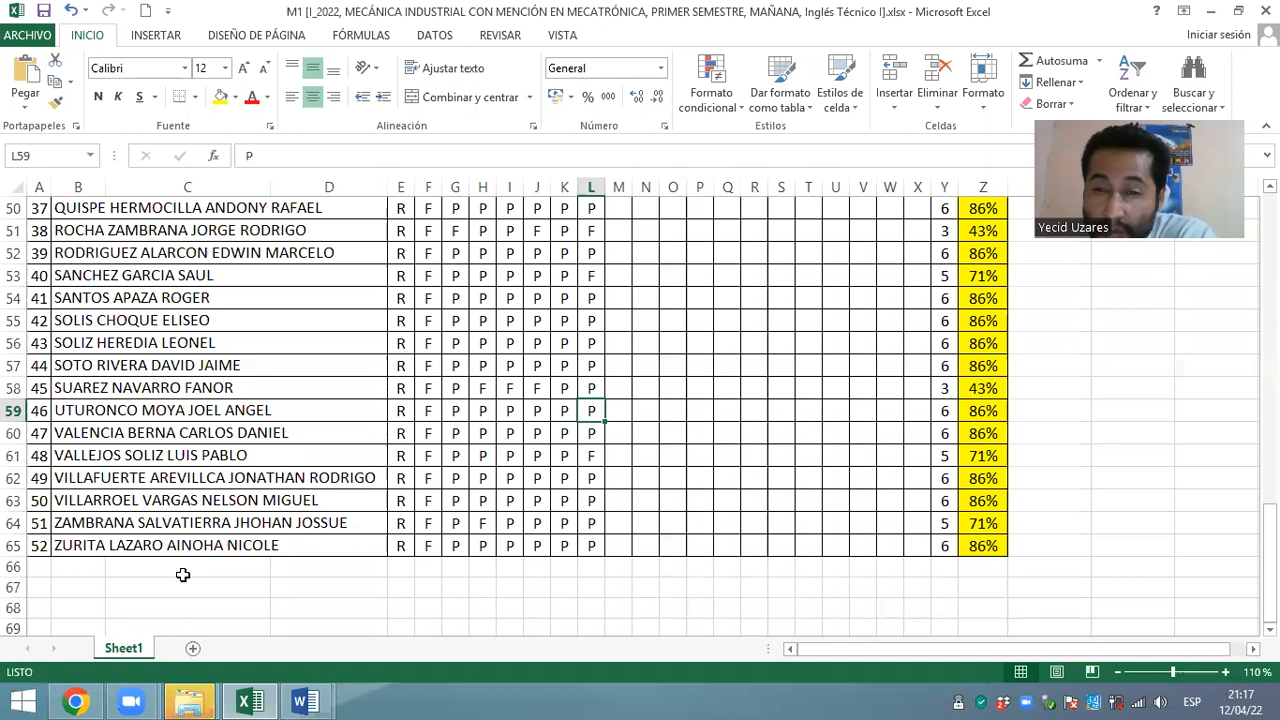 M1 [I_2022, MECÁNICA INDUSTRIAL CON MENCIÓN EN MECATRÓNICA, PRIMER SEMESTRE, MAÑANA, Inglés Técnico I].xlsx - Microsoft Excel
ARCHIVO INICIO INSERTAR DISEÑO DE PÁGINA FÓRMULAS DATOS REVISAR VISTA Iniciar sesión
Pegar
Calibri 12
N K S
Ajustar texto
Combinar y centrar
General
% 000
Formato condicional
Dar formato como tabla
Estilos de celda
Insertar Eliminar Formato
Autosuma
Rellenar
Borrar
Ordenar y filtrar
Buscar y seleccionar
Portapapeles Fuente Alineación Número Estilos Celdas
L59 fx P
Yecid Uzares
A B C D E F G H I J K L M N O P Q R S T U V W X Y Z
50 37 QUISPE HERMOCILLA ANDONY RAFAEL R F P P P P P P 6 86%
51 38 ROCHA ZAMBRANA JORGE RODRIGO R F F P F P F 3 43%
52 39 RODRIGUEZ ALARCON EDWIN MARCELO R F P P P P P P 6 86%
53 40 SANCHEZ GARCIA SAUL R F P P P P P F 5 71%
54 41 SANTOS APAZA ROGER R F P P P P P P 6 86%
55 42 SOLIS CHOQUE ELISEO R F P P P P P P 6 86%
56 43 SOLIZ HEREDIA LEONEL R F P P P P P P 6 86%
57 44 SOTO RIVERA DAVID JAIME R F P P P P P P 6 86%
58 45 SUAREZ NAVARRO FANOR R F P F F F P P 3 43%
59 46 UTURONCO MOYA JOEL ANGEL R F P P P P P P 6 86%
60 47 VALENCIA BERNA CARLOS DANIEL R F P P P P P P 6 86%
61 48 VALLEJOS SOLIZ LUIS PABLO R F P P P P P F 5 71%
62 49 VILLAFUERTE AREVILLCA JONATHAN RODRIGO R F P P P P P P 6 86%
63 50 VILLARROEL VARGAS NELSON MIGUEL R F P P P P P P 6 86%
64 51 ZAMBRANA SALVATIERRA JHOHAN JOSSUE R F P F P P P P 5 71%
65 52 ZURITA LAZARO AINOHA NICOLE R F P P P P P P 6 86%
66
67
68
69
Sheet1
LISTO 110 %
ESP
21:17
12/04/22